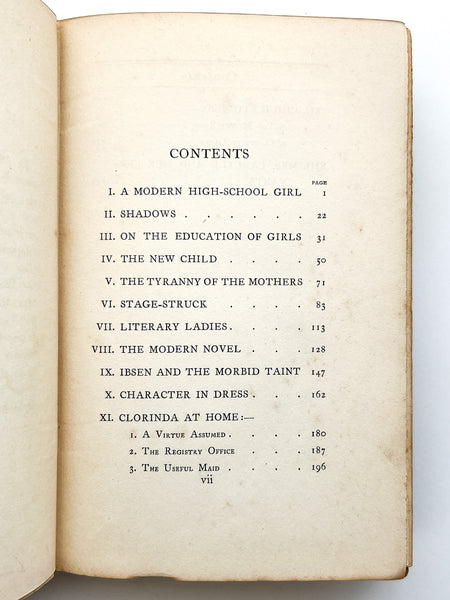 CONTENTS
PAGE
I. A MODERN HIGH-SCHOOL GIRL 1
II. SHADOWS . . . . . 22
III. ON THE EDUCATION OF GIRLS 31
IV. THE NEW CHILD . . . 50
V. THE TYRANNY OF THE MOTHERS 71
VI. STAGE-STRUCK . . . . 83
VII. LITERARY LADIES . . . . 113
VIII. THE MODERN NOVEL . . . 128
IX. IBSEN AND THE MORBID TAINT 147
X. CHARACTER IN DRESS . . . 162
XI. CLORINDA AT HOME:—
1. A Virtue Assumed . . . . 180
2. The Registry Office . . . 187
3. The Useful Maid . . . . 196
vii